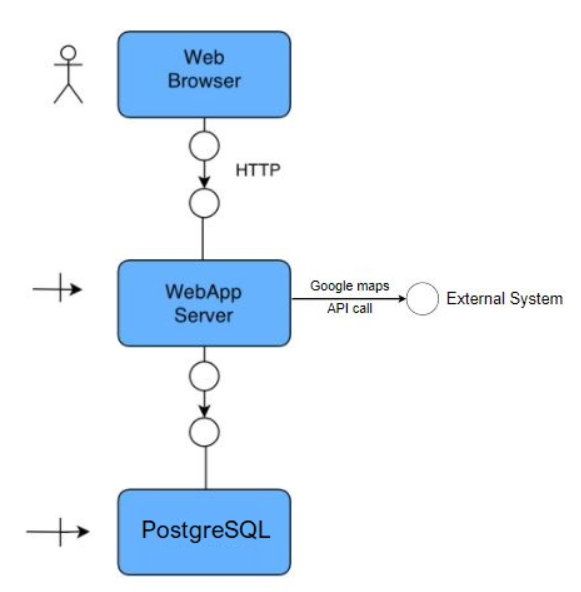 Web
Browser
HTTP
WebApp
Server
Google maps
API call
External System
PostgreSQL